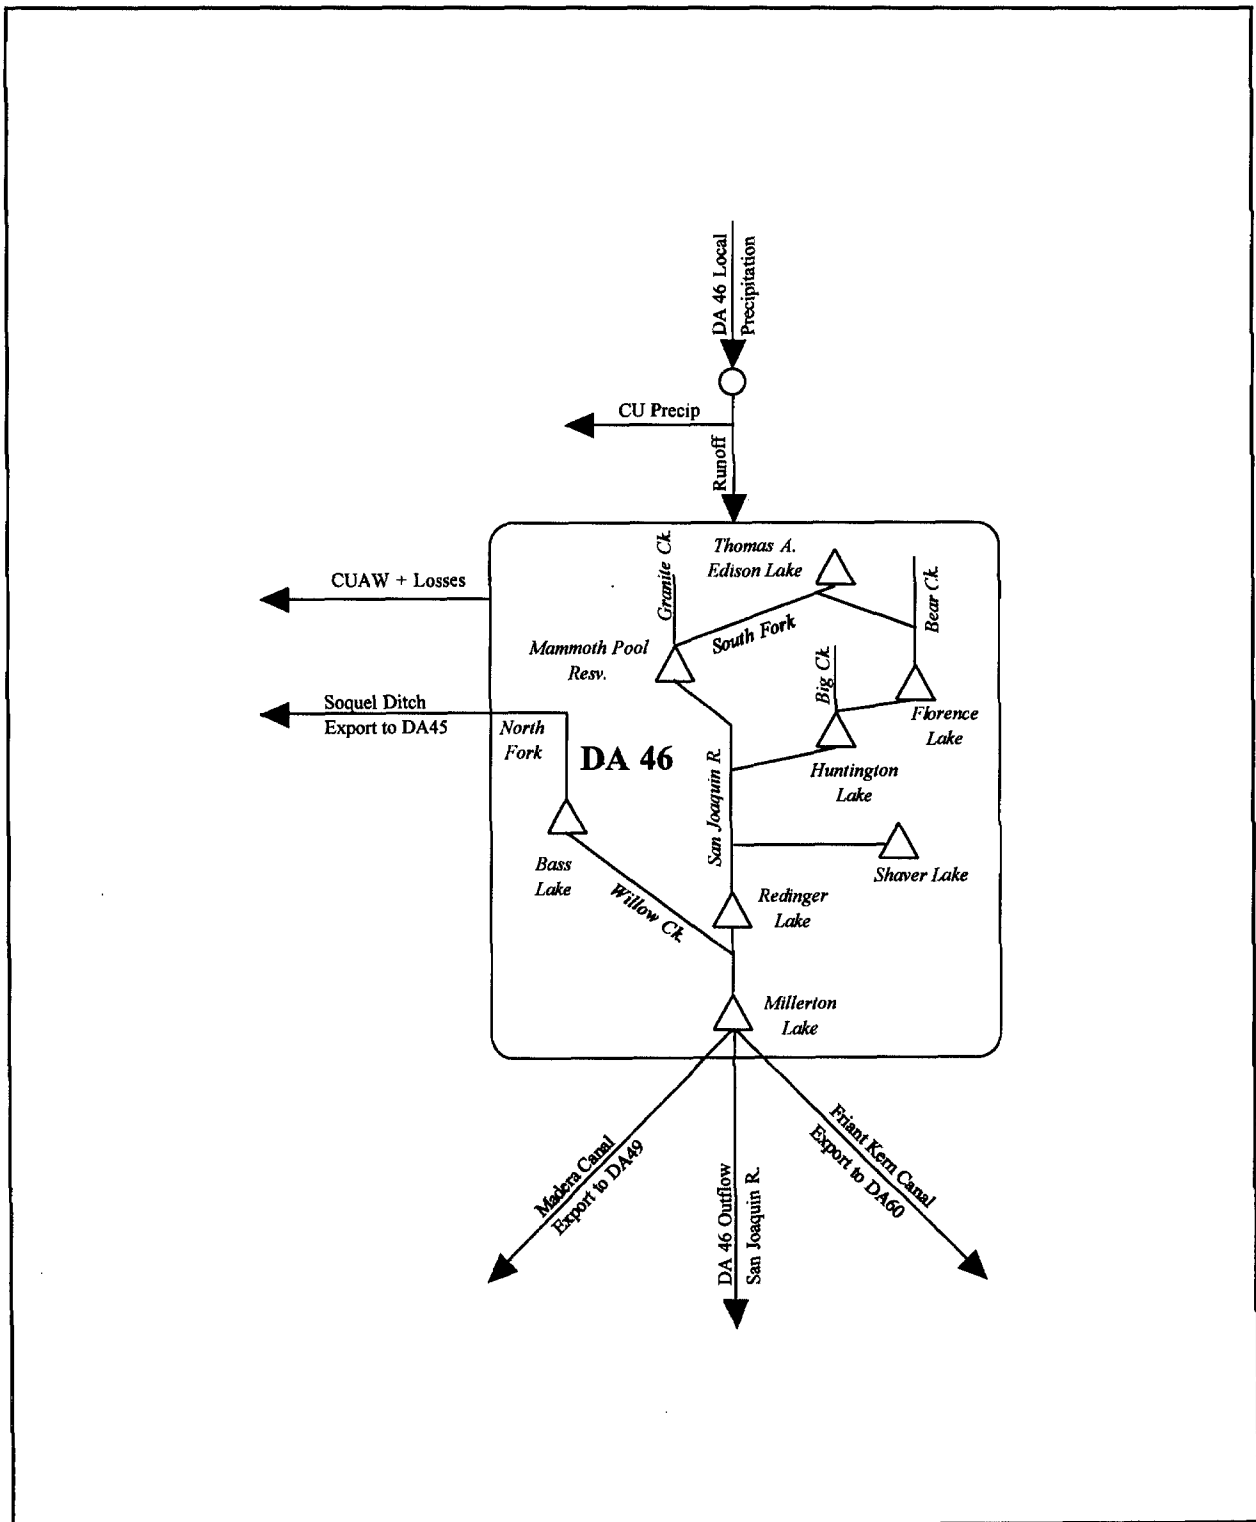 DA 46 Local
Precipitation
CU Precip
Runoff
Thomas A.
Edison Lake
Granite Ck.
Bear Ck.
CUAW + Losses
South Fork
Mammoth Pool
Resv.
Big Ck.
Soquel Ditch
Export to DA45
North
Fork
DA 46
Florence
Lake
San Joaquin R.
Huntington
Lake
Bass
Lake
Shaver Lake
Willow Ck.
Redinger
Lake
Millerton
Lake
Madera Canal
Export to DA49
DA 46 Outflow
San Joaquin R.
Friant Kern Canal
Export to DA60